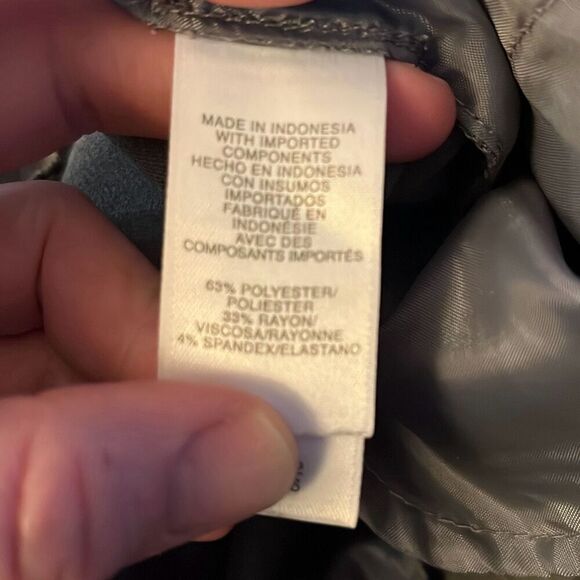 MADE IN INDONESIA
WITH IMPORTED
COMPONENTS
HECHO EN INDONESIA
CON INSUMOS
IMPORTADOS
FABRIQUÉ EN
INDONÉSIE
AVEC DES
COMPOSANTS IMPORTÉS
63% POLYESTER/
POLIESTER
33% RAYON/
VISCOSA/RAYONNE
4% SPANDEX/ELASTANO